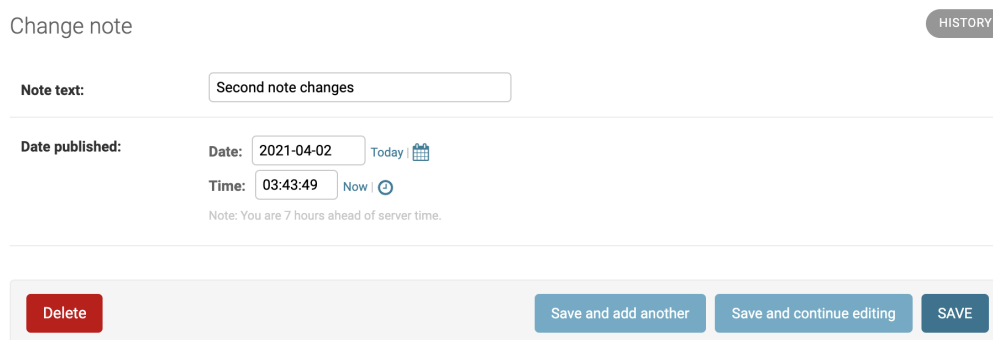 Change note
HISTORY
Note text:
Second note changes
Date published:
Date: 2021-04-02 Today |
Time: 03:43:49 Now |
Note: You are 7 hours ahead of server time.
Delete
Save and add another
Save and continue editing
SAVE